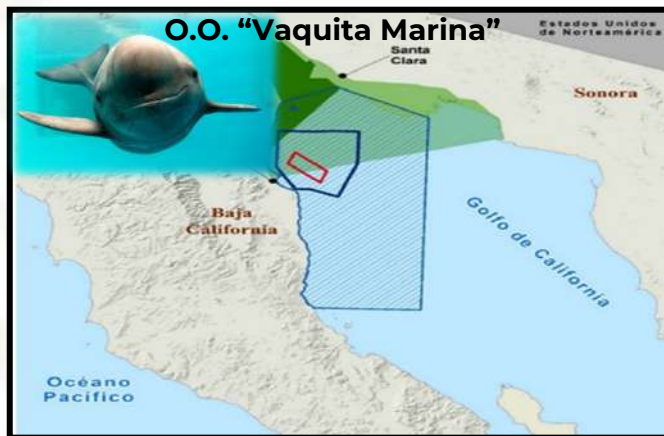 O.O. “Vaquita Marina”
Estados Unidos
de Norteamérica
Santa
Clara
Sonora
Baja
California
Golfo de California
Océano
Pacífico